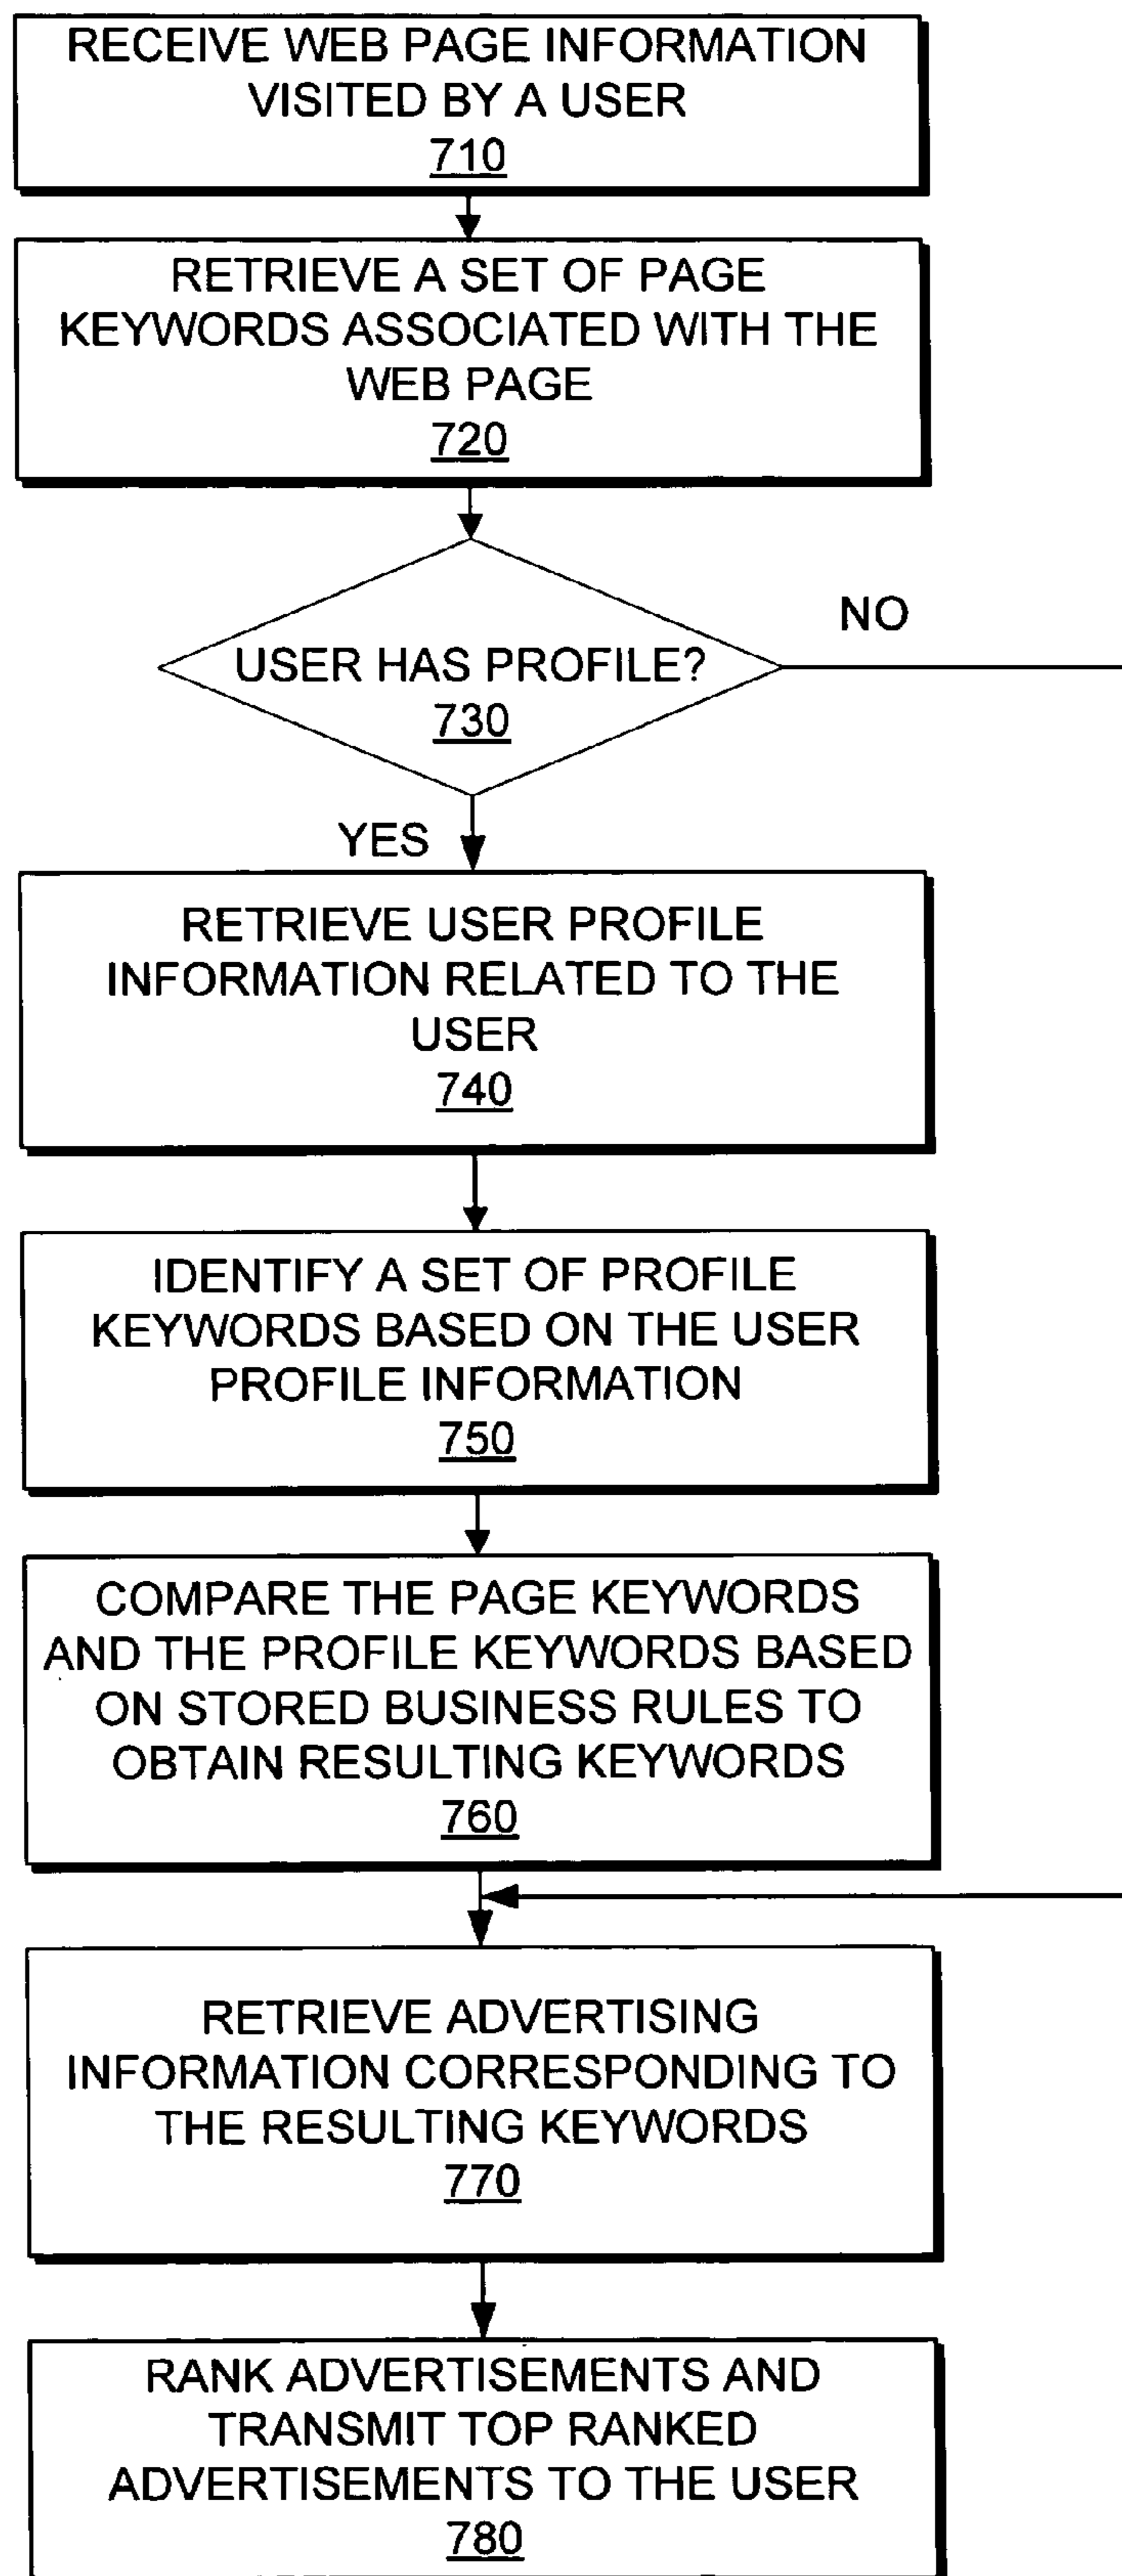 RECEIVE WEB PAGE INFORMATION
VISITED BY A USER
710
RETRIEVE A SET OF PAGE
KEYWORDS ASSOCIATED WITH THE
WEB PAGE
720
NO
USER HAS PROFILE?
730
YES
RETRIEVE USER PROFILE
INFORMATION RELATED TO THE
USER
740
IDENTIFY A SET OF PROFILE
KEYWORDS BASED ON THE USER
PROFILE INFORMATION
750
COMPARE THE PAGE KEYWORDS
AND THE PROFILE KEYWORDS BASED
ON STORED BUSINESS RULES TO
OBTAIN RESULTING KEYWORDS
760
RETRIEVE ADVERTISING
INFORMATION CORRESPONDING TO
THE RESULTING KEYWORDS
770
RANK ADVERTISEMENTS AND
TRANSMIT TOP RANKED
ADVERTISEMENTS TO THE USER
780